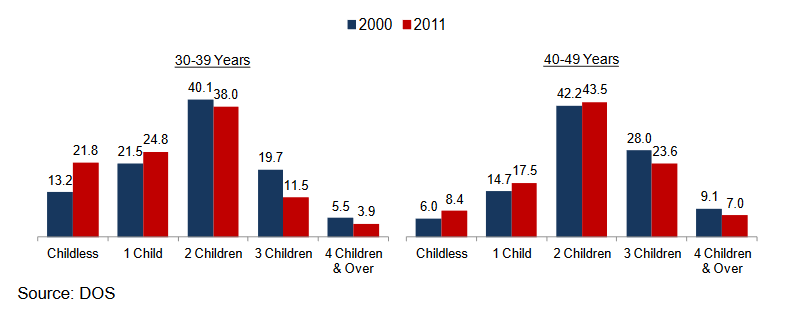 2000 2011
30-39 Years
40-49 Years
13.2 21.8 21.5 24.8 40.1 38.0 19.7 11.5 5.5 3.9
6.0 8.4 14.7 17.5 42.2 43.5 28.0 23.6 9.1 7.0
Childless 1 Child 2 Children 3 Children 4 Children
& Over
Childless 1 Child 2 Children 3 Children 4 Children
& Over
Source: DOS